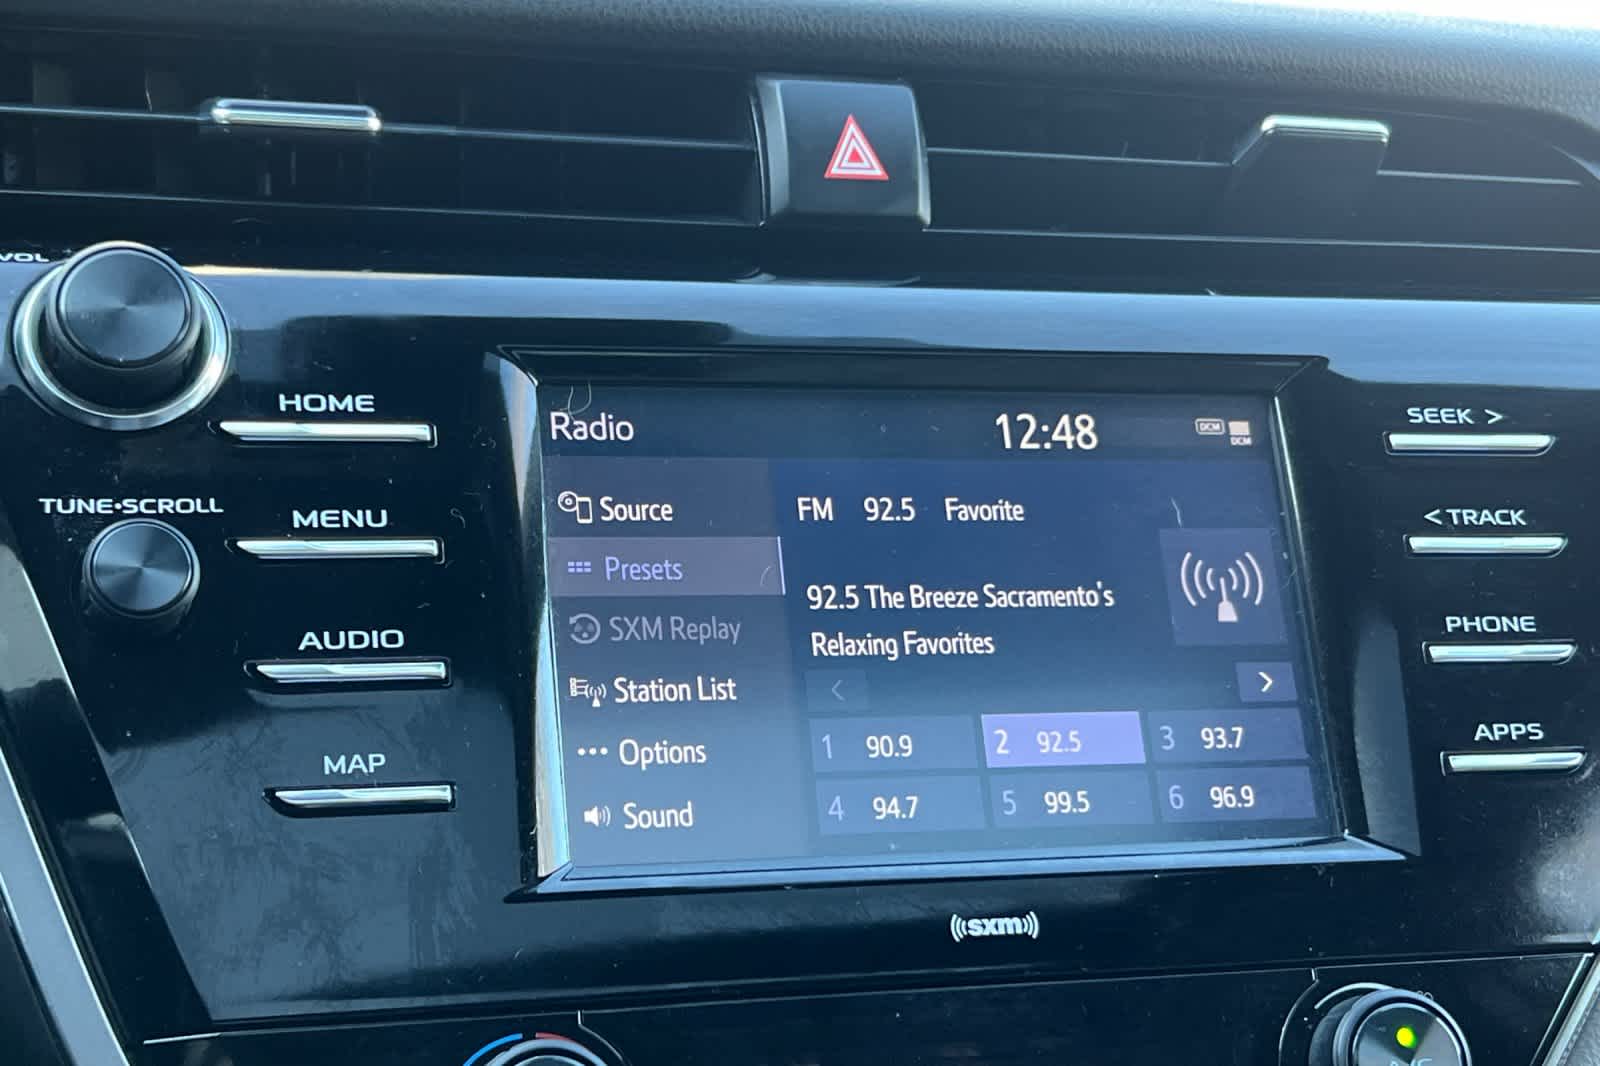 VOL
HOME
TUNE•SCROLL
MENU
AUDIO
MAP
Radio
12:48
DCM
DCM
Source
Presets
SXM Replay
Station List
Options
Sound
FM 92.5 Favorite
92.5 The Breeze Sacramento's
Relaxing Favorites
<
>
1 90.9
2 92.5
3 93.7
4 94.7
5 99.5
6 96.9
SEEK >
< TRACK
PHONE
APPS
((sxm))
A/C